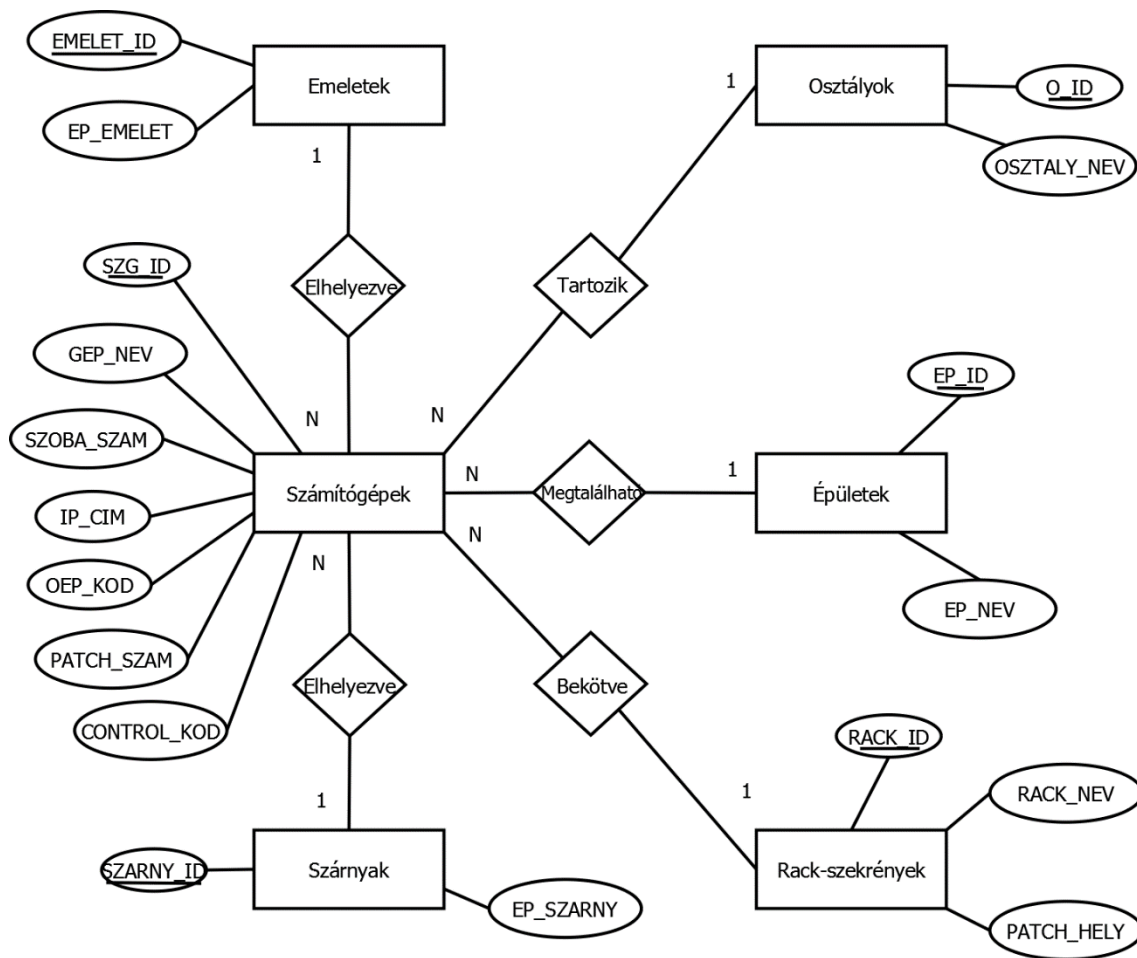 EMELET_ID
Emeletek
Osztályok
O_ID
1
EP_EMELET
1
OSZTALY_NEV
SZG_ID
Elhelyezve
Tartozik
GEP_NEV
EP_ID
N
N
SZOBA_SZAM
N
1
Számítógépek
Megtalálható
Épületek
IP_CIM
N
N
OEP_KOD
EP_NEV
PATCH_SZAM
Elhelyezve
Bekötve
CONTROL_KOD
RACK_ID
1
1
RACK_NEV
SZARNY_ID
Szárnyak
Rack-szekrények
EP_SZARNY
PATCH_HELY